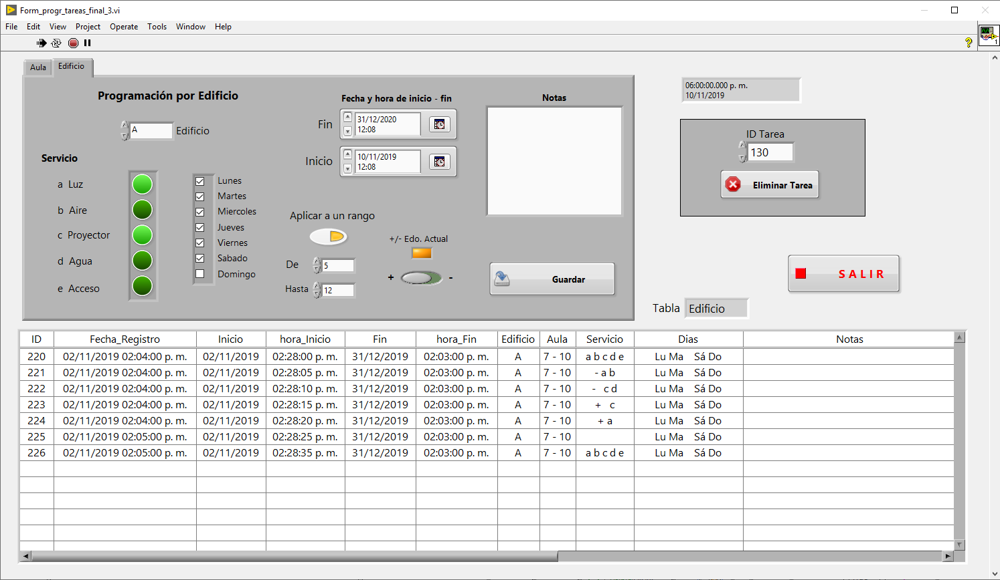 Form_progr_tareas_final_3.vi
File Edit View Project Operate Tools Window Help
1
Aula Edificio
Programación por Edificio
A Edificio
Servicio
a Luz
b Aire
c Proyector
d Agua
e Acceso
Lunes
Martes
Miercoles
Jueves
Viernes
Sabado
Domingo
Fecha y hora de inicio - fin
Fin
31/12/2020
12:08
Inicio
10/11/2019
12:08
Aplicar a un rango
De 5
Hasta 12
+/- Edo. Actual
+ -
Notas
Guardar
06:00:00.000 p. m.
10/11/2019
ID Tarea
130
Eliminar Tarea
S A L I R
Tabla Edificio
ID Fecha_Registro Inicio hora_Inicio Fin hora_Fin Edificio Aula Servicio Dias Notas
220 02/11/2019 02:04:00 p. m. 02/11/2019 02:28:00 p. m. 31/12/2019 02:03:00 p. m. A 7 - 10 a b c d e Lu Ma Sá Do
221 02/11/2019 02:04:00 p. m. 02/11/2019 02:28:05 p. m. 31/12/2019 02:03:00 p. m. A 7 - 10 - a b Lu Ma Sá Do
222 02/11/2019 02:04:00 p. m. 02/11/2019 02:28:10 p. m. 31/12/2019 02:03:00 p. m. A 7 - 10 - c d Lu Ma Sá Do
223 02/11/2019 02:04:00 p. m. 02/11/2019 02:28:15 p. m. 31/12/2019 02:03:00 p. m. A 7 - 10 + c Lu Ma Sá Do
224 02/11/2019 02:04:00 p. m. 02/11/2019 02:28:20 p. m. 31/12/2019 02:03:00 p. m. A 7 - 10 + a Lu Ma Sá Do
225 02/11/2019 02:05:00 p. m. 02/11/2019 02:28:25 p. m. 31/12/2019 02:03:00 p. m. A 7 - 10 Lu Ma Sá Do
226 02/11/2019 02:05:00 p. m. 02/11/2019 02:28:35 p. m. 31/12/2019 02:03:00 p. m. A 7 - 10 a b c d e Lu Ma Sá Do